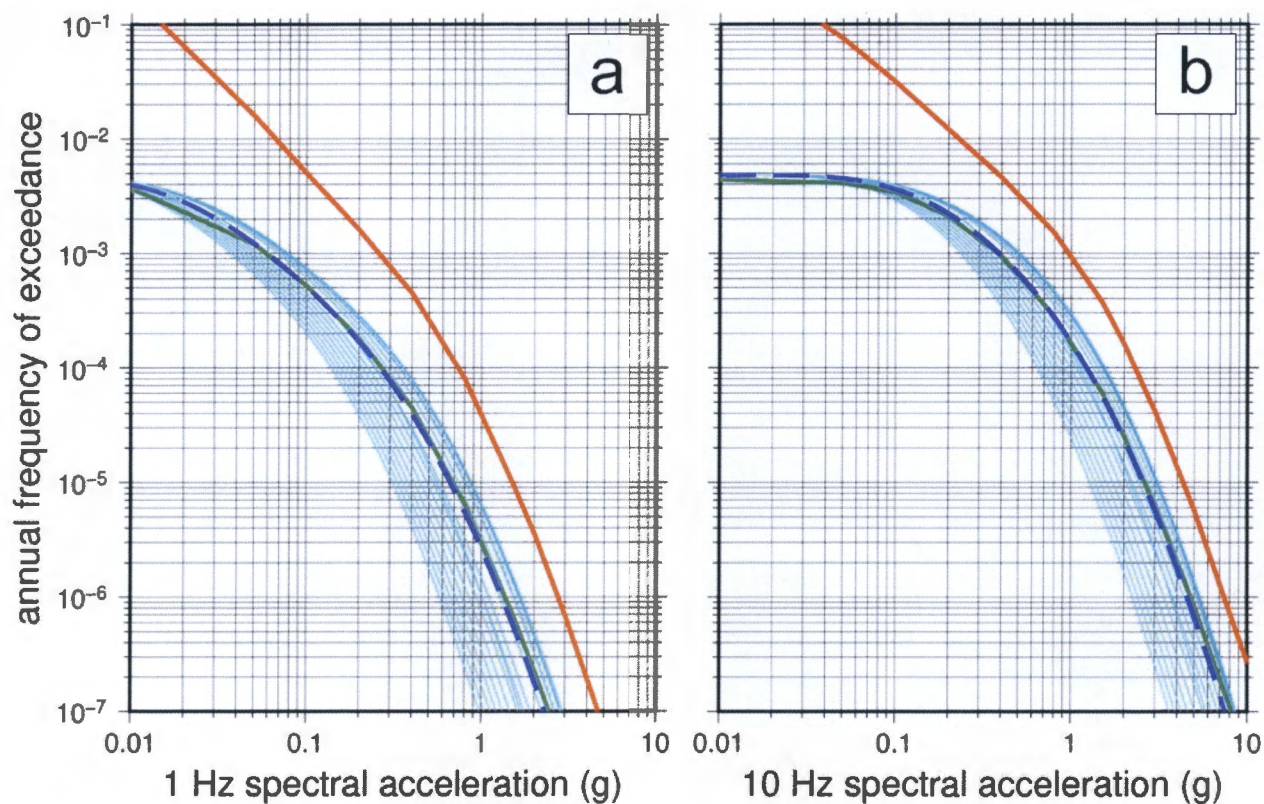 annual frequency of exceedance
10⁻¹
10⁻²
10⁻³
10⁻⁴
10⁻⁵
10⁻⁶
10⁻⁷
a
0.01 0.1 1 10
1 Hz spectral acceleration (g)
b
0.01 0.1 1 10
10 Hz spectral acceleration (g)